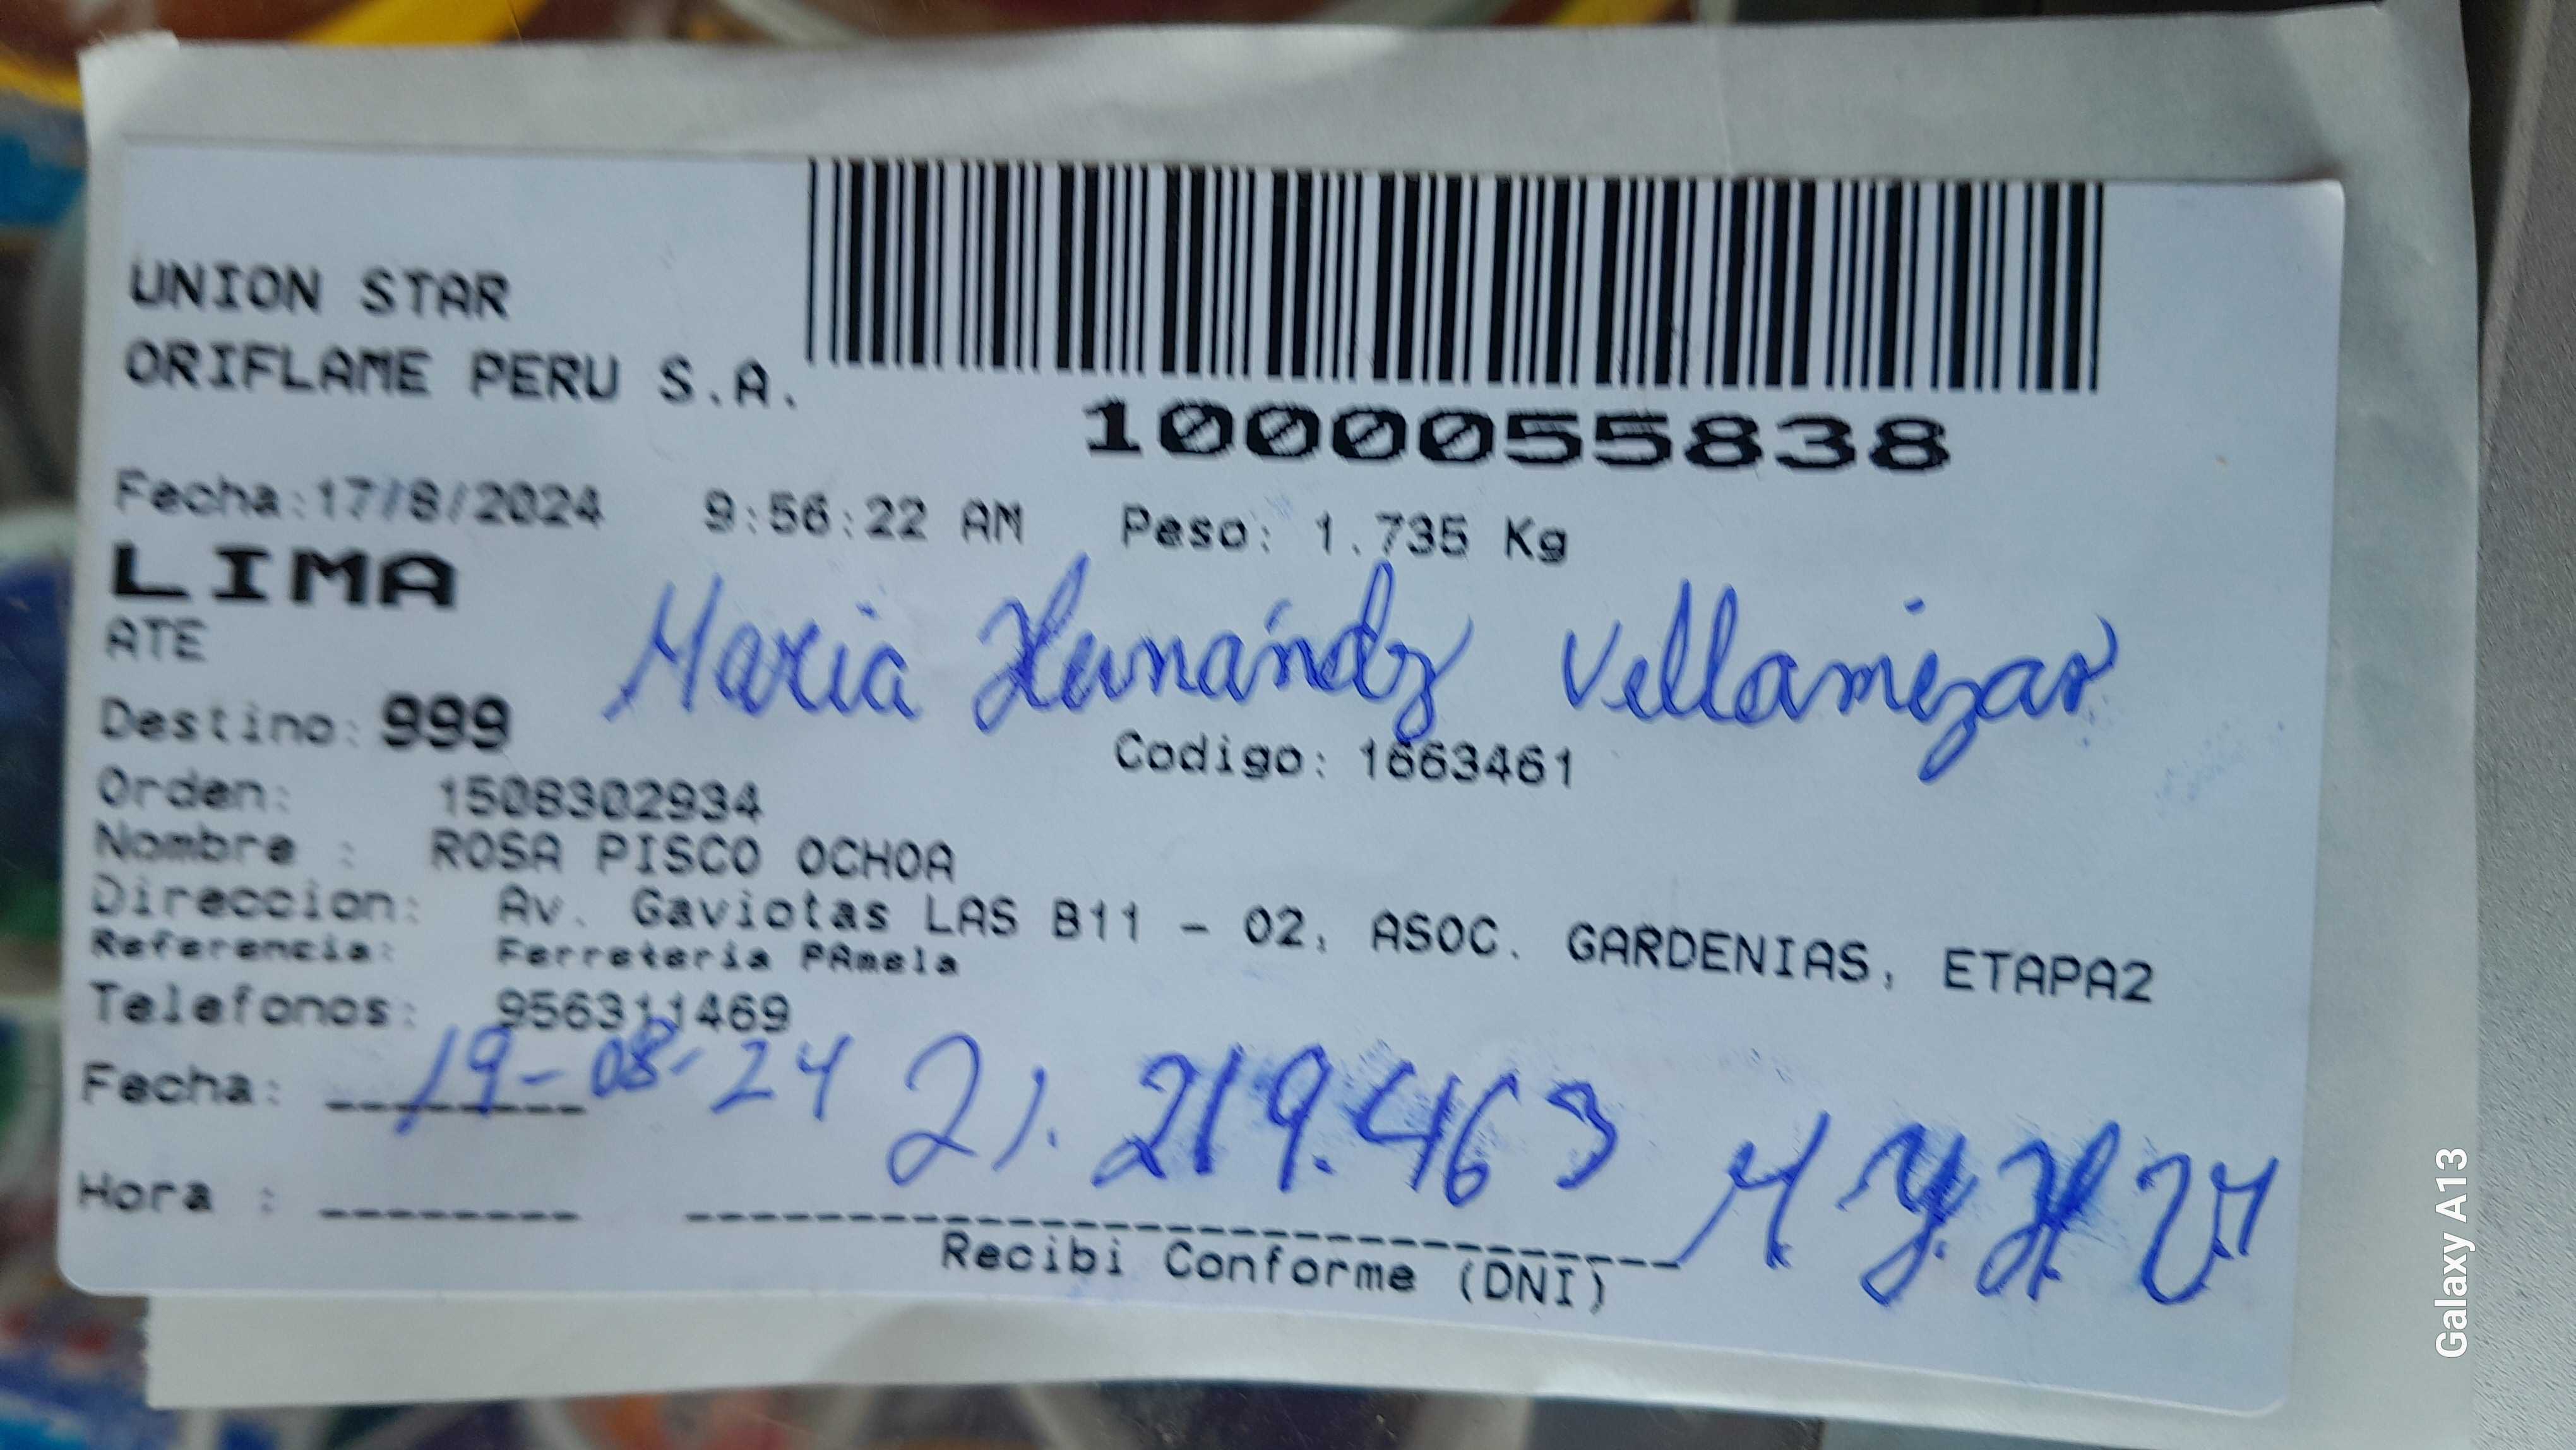 UNION STAR
ORIFLAME PERU S.A.
1000055838
Fecha:17/8/2024 9:56:22 AM Peso: 1.735 Kg
LIMA
ATE
Maria Hernández Villamizar
Destino: 999
Codigo: 1663461
Orden: 1508302934
Nombre : ROSA PISCO OCHOA
Direccion: Av. Gaviotas LAS B11 - 02, ASOC. GARDENIAS, ETAPA2
Referencia: Ferreteria PAmela
Telefonos: 956311469
Fecha: 19-08-24 21.219.463
Hora :
Recibi Conforme (DNI)
Galaxy A13